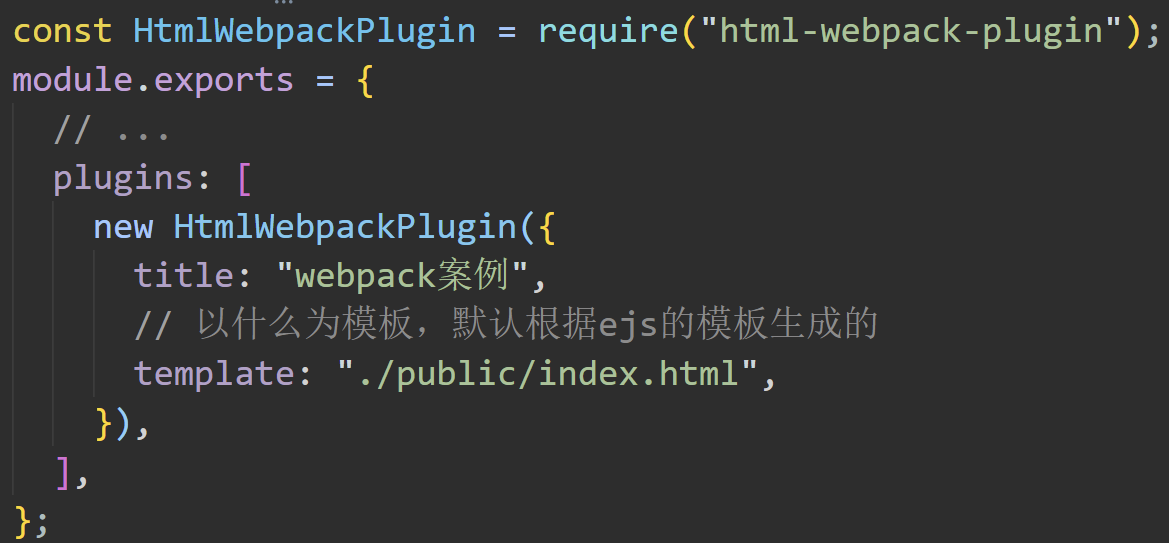 const HtmlWebpackPlugin = require("html-webpack-plugin");
module.exports = {
  // ...
  plugins: [
    new HtmlWebpackPlugin({
      title: "webpack案例",
      // 以什么为模板，默认根据ejs的模板生成的
      template: "./public/index.html",
    }),
  ],
};